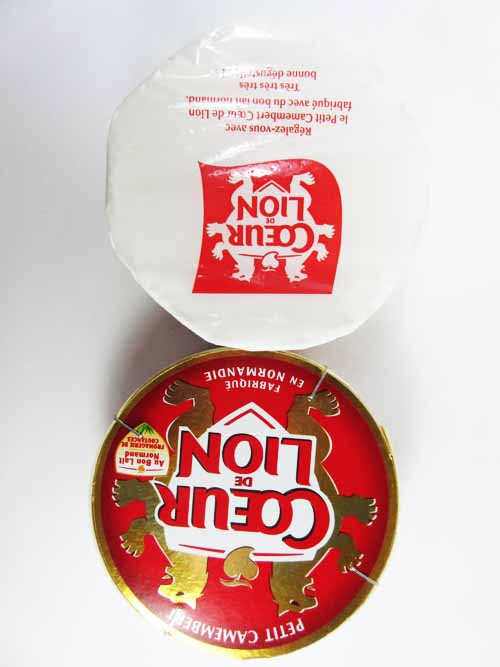 Régalez-vous avec
le Petit Camembert Cœur de Lion
fabriqué avec du bon lait normand.
Très très très
bonne dégustation
CŒUR
DE
LION
PETIT CAMEMBERT
CŒUR
DE
LION
Au Bon Lait
Normand
FROMAGERIE DE
COUTANCES
FABRIQUÉ
EN NORMANDIE